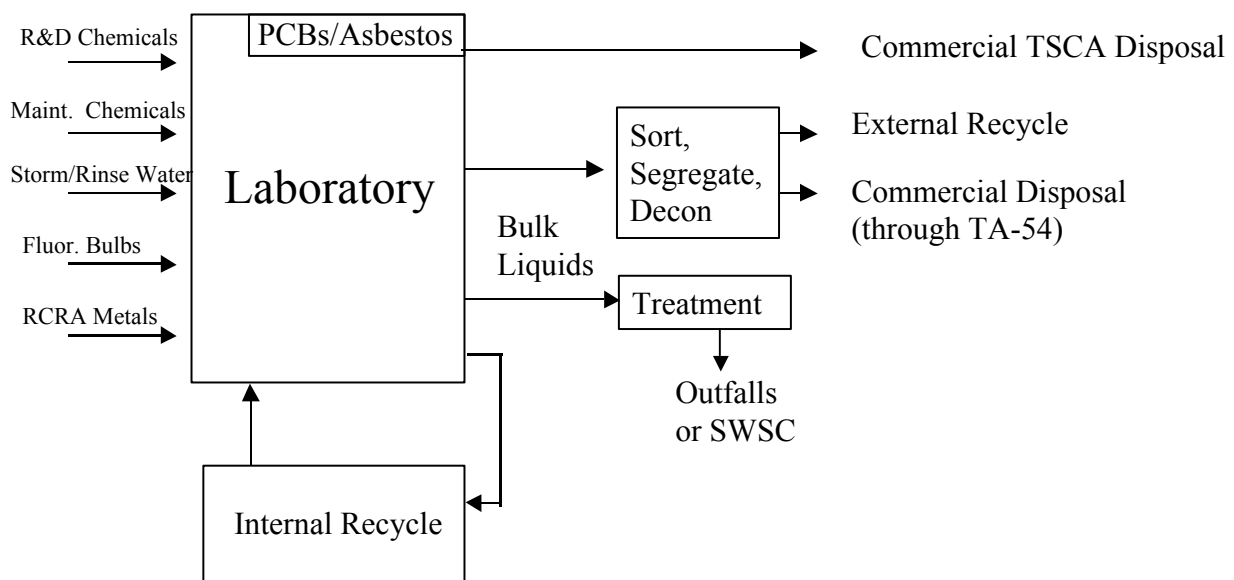 R&D Chemicals
Maint. Chemicals
Storm/Rinse Water
Fluor. Bulbs
RCRA Metals
PCBs/Asbestos
Laboratory
Commercial TSCA Disposal
Sort,
Segregate,
Decon
External Recycle
Commercial Disposal
(through TA-54)
Bulk
Liquids
Treatment
Outfalls
or SWSC
Internal Recycle